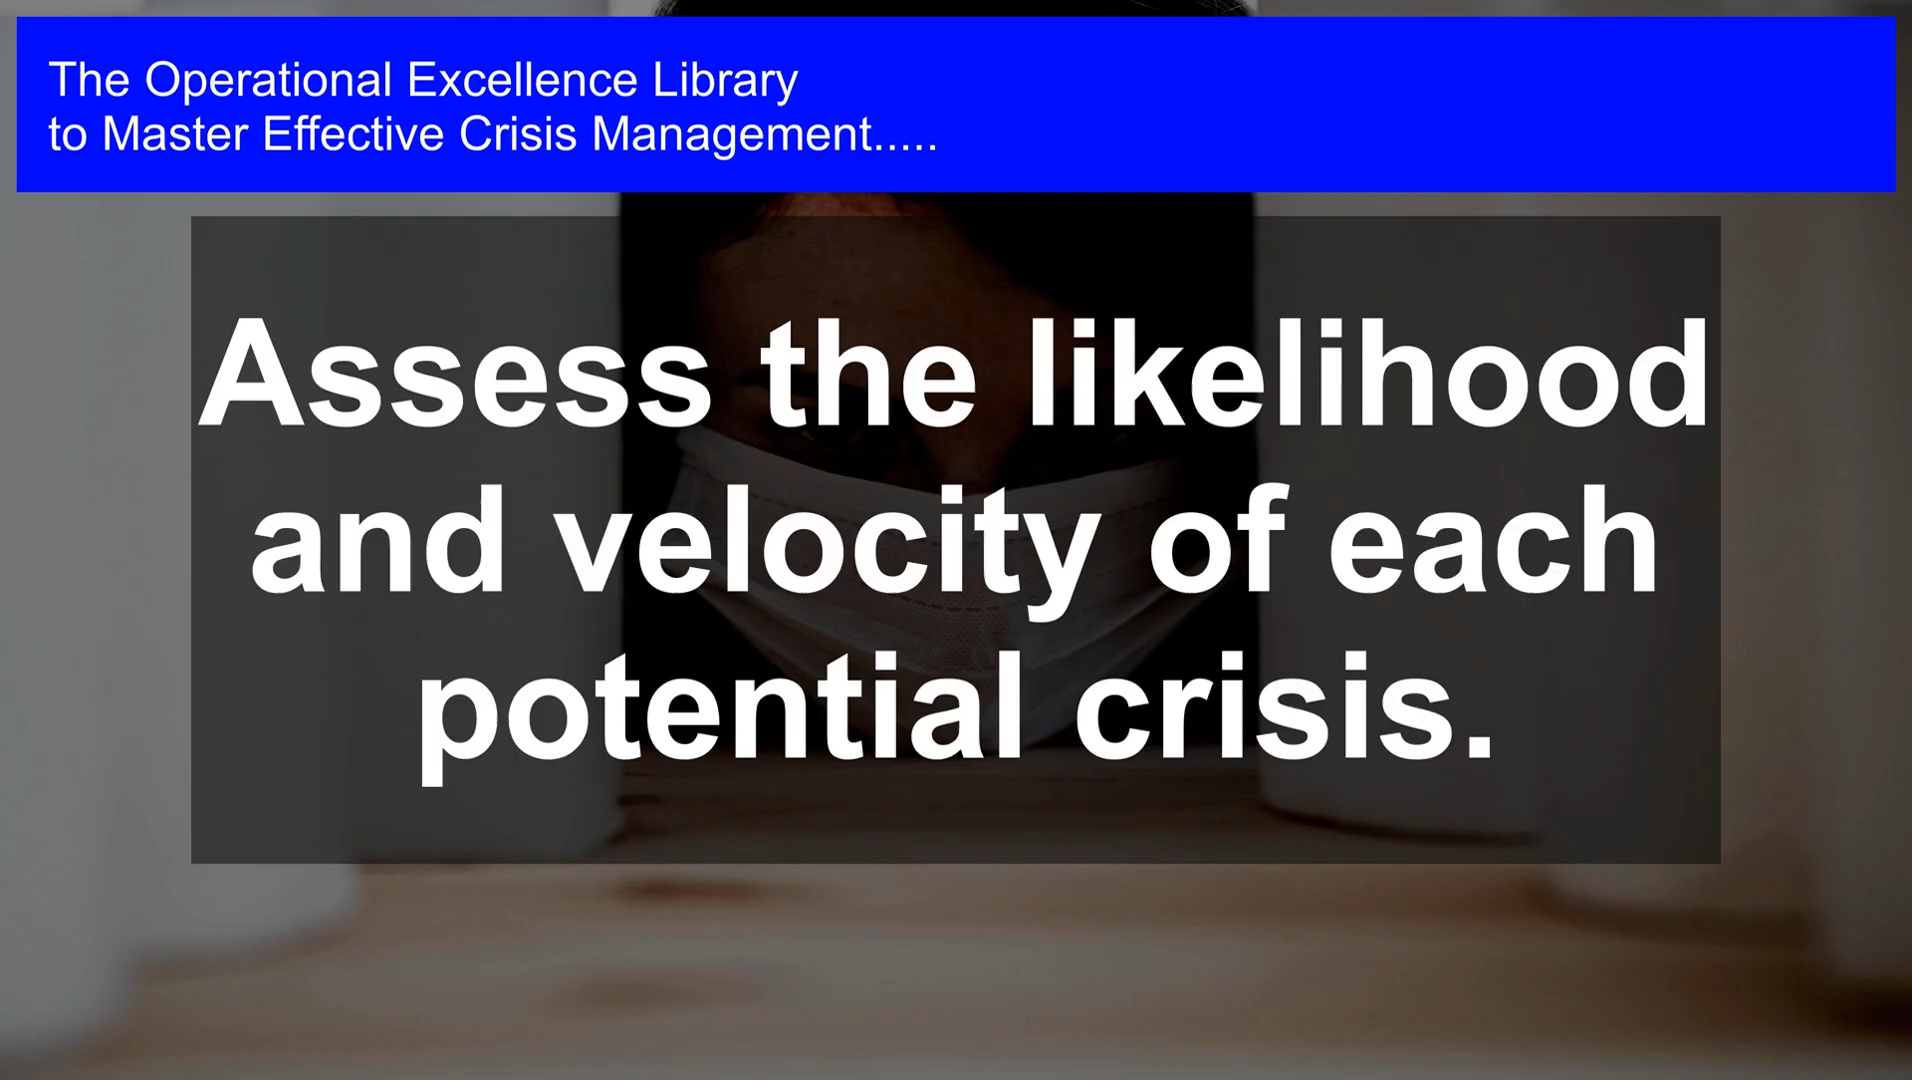 The Operational Excellence Library
to Master Effective Crisis Management.....
Assess the likelihood
and velocity of each
potential crisis.